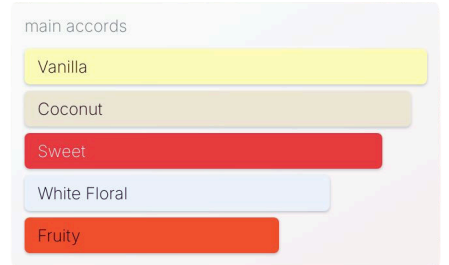 main accords
Vanilla
Coconut
Sweet
White Floral
Fruity